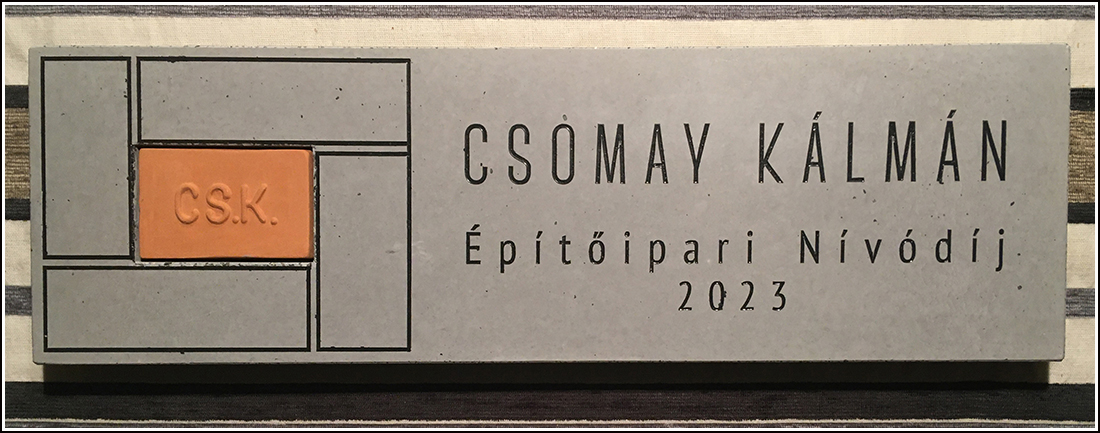 CS.K.
CSÓMAY KÁLMÁN
Építőipari Nívódíj
2023